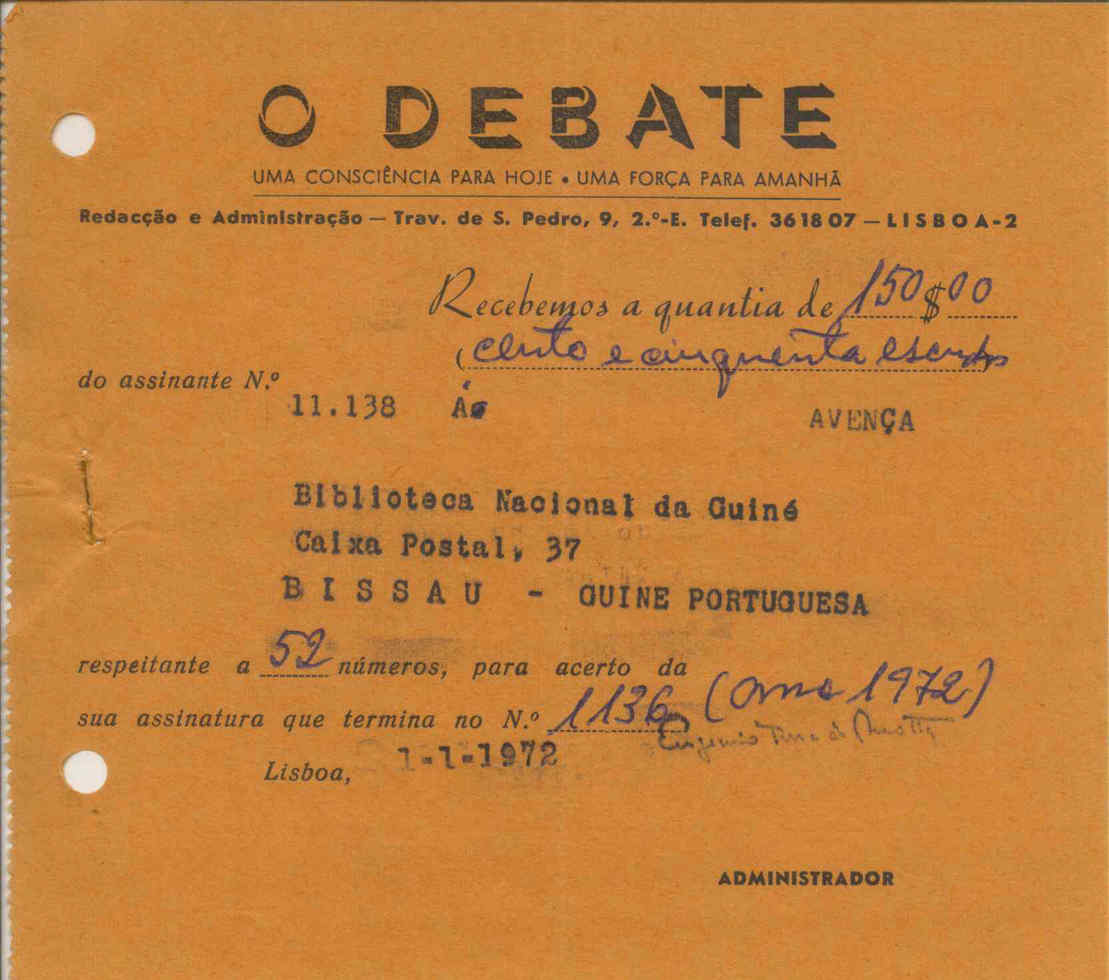 O DEBATE
UMA CONSCIÊNCIA PARA HOJE • UMA FORÇA PARA AMANHÃ
Redacção e Administração — Trav. de S. Pedro, 9, 2.º-E. Telef. 361807 — LISBOA-2
Recebemos a quantia de 150$00
(cento e cinquenta escudos
do assinante N.º
11.138 Áo AVENÇA
Biblioteca Nacional da Guiné
Caixa Postal, 37
BISSAU - GUINE PORTUGUESA
respeitante a 52 números, para acerto da
sua assinatura que termina no N.º 1136 (Ano 1972)
Eugenio
Lisboa, 1-1-1972
ADMINISTRADOR